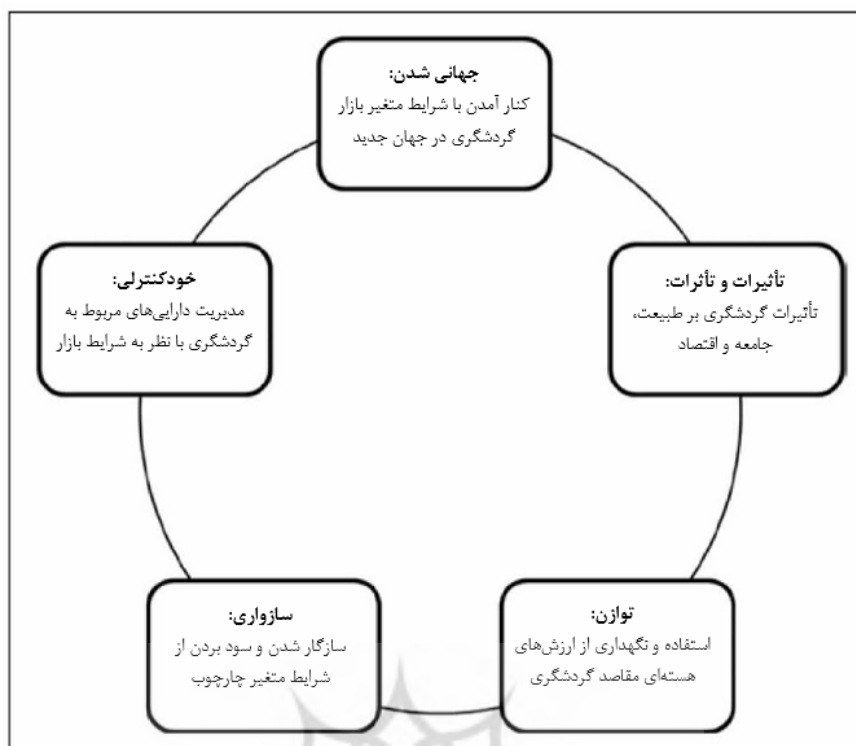 جهانی شدن:
کنار آمدن با شرایط متغیر بازار
گردشگری در جهان جدید
تأثیرات و تأثرات:
تأثیرات گردشگری بر طبیعت،
جامعه و اقتصاد
توازن:
استفاده و نگهداری از ارزش‌های
هسته‌ای مقاصد گردشگری
سازواری:
سازگار شدن و سود بردن از
شرایط متغیر چارچوب
خودکنترلی:
مدیریت دارایی‌های مربوط به
گردشگری با نظر به شرایط بازار